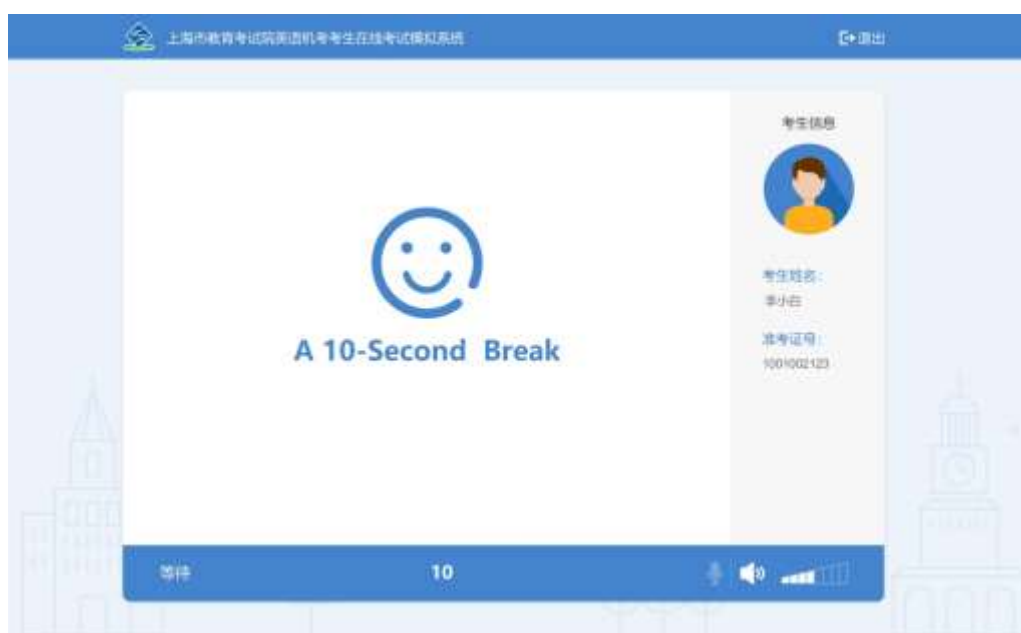 上海市教育考试院英语机考考生在线考试模拟系统
退出
考生信息
A 10-Second Break
考生姓名:
李小白
准考证号:
1001002123
等待
10